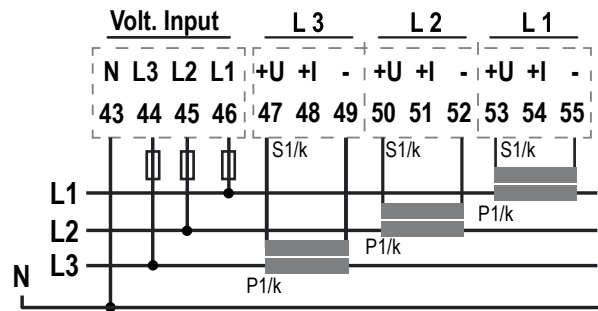 Volt. Input L 3 L 2 L 1
N L3 L2 L1 +U +I - +U +I - +U +I -
43 44 45 46 47 48 49 50 51 52 53 54 55
S1/k S1/k S1/k
L1
P1/k
L2
P1/k
L3
N
P1/k